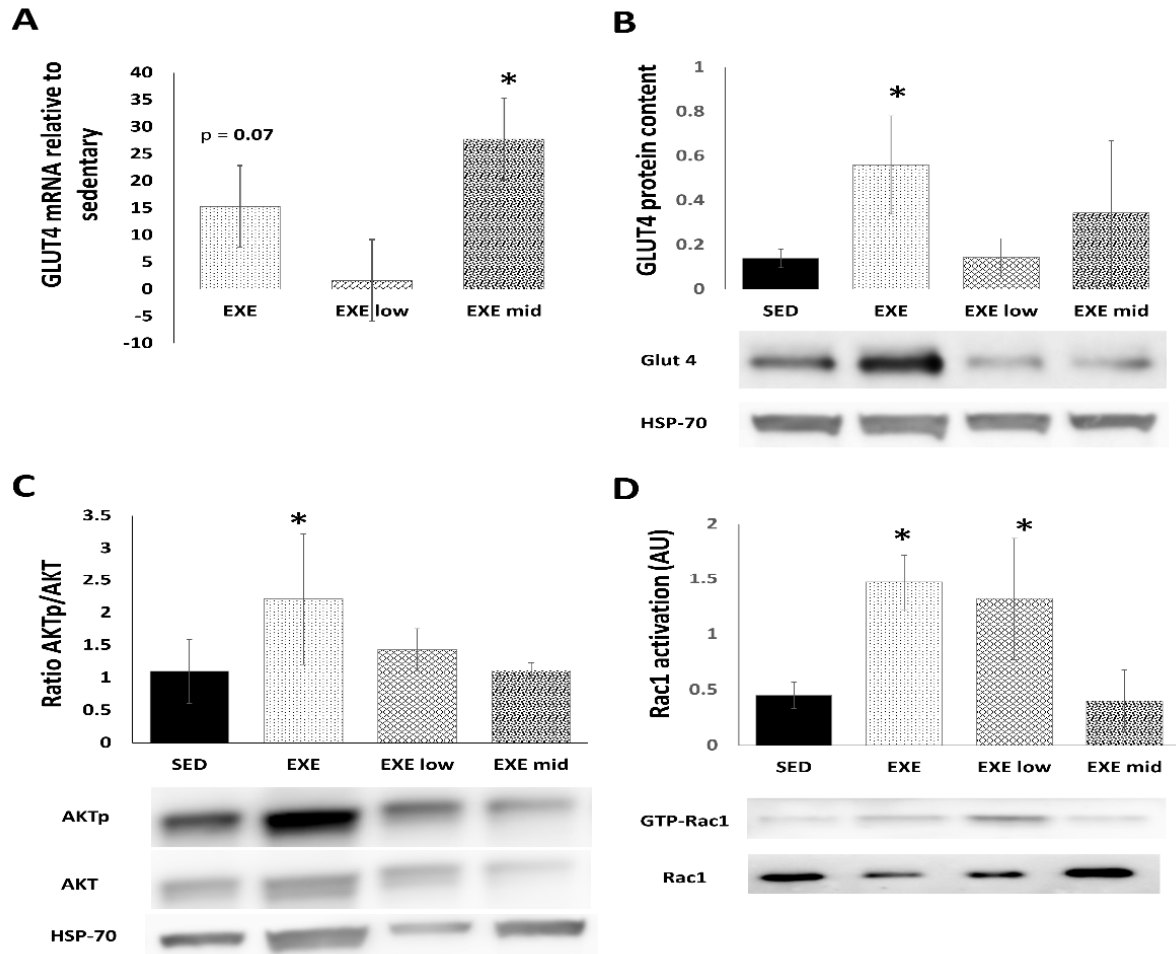 A
GLUT4 mRNA relative to
sedentary
40
35
30
25
20
15
10
5
0
-5
-10
p = 0.07
*
EXE
EXE low
EXE mid
B
GLUT4 protein content
1
0.8
0.6
0.4
0.2
0
*
SED
EXE
EXE low
EXE mid
Glut 4
HSP-70
C
Ratio AKTp/AKT
3.5
3
2.5
2
1.5
1
0.5
0
*
SED
EXE
EXE low
EXE mid
AKTp
AKT
HSP-70
D
Rac1 activation (AU)
2
1.5
1
0.5
0
*
*
SED
EXE
EXE low
EXE mid
GTP-Rac1
Rac1